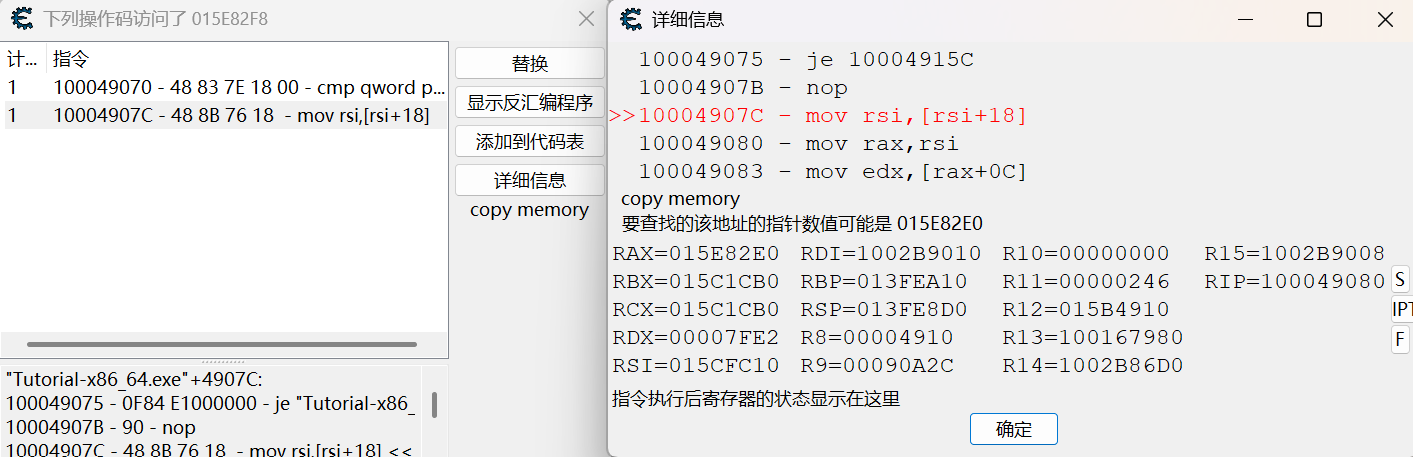 下列操作码访问了 015E82F8
计... 指令
1 100049070 - 48 83 7E 18 00 - cmp qword p...
1 10004907C - 48 8B 76 18 - mov rsi,[rsi+18]
替换
显示反汇编程序
添加到代码表
详细信息
copy memory
"Tutorial-x86_64.exe"+4907C:
100049075 - 0F84 E1000000 - je "Tutorial-x86_
10004907B - 90 - nop
10004907C - 48 8B 76 18 - mov rsi,[rsi+18] <<
详细信息
100049075 - je 10004915C
10004907B - nop
>>10004907C - mov rsi,[rsi+18]
100049080 - mov rax,rsi
100049083 - mov edx,[rax+0C]
copy memory
要查找的该地址的指针数值可能是 015E82E0
RAX=015E82E0 RDI=1002B9010 R10=00000000 R15=1002B9008
RBX=015C1CB0 RBP=013FEA10 R11=00000246 RIP=100049080
RCX=015C1CB0 RSP=013FE8D0 R12=015B4910
RDX=00007FE2 R8=00004910 R13=100167980
RSI=015CFC10 R9=00090A2C R14=1002B86D0
S
IPT
F
指令执行后寄存器的状态显示在这里
确定